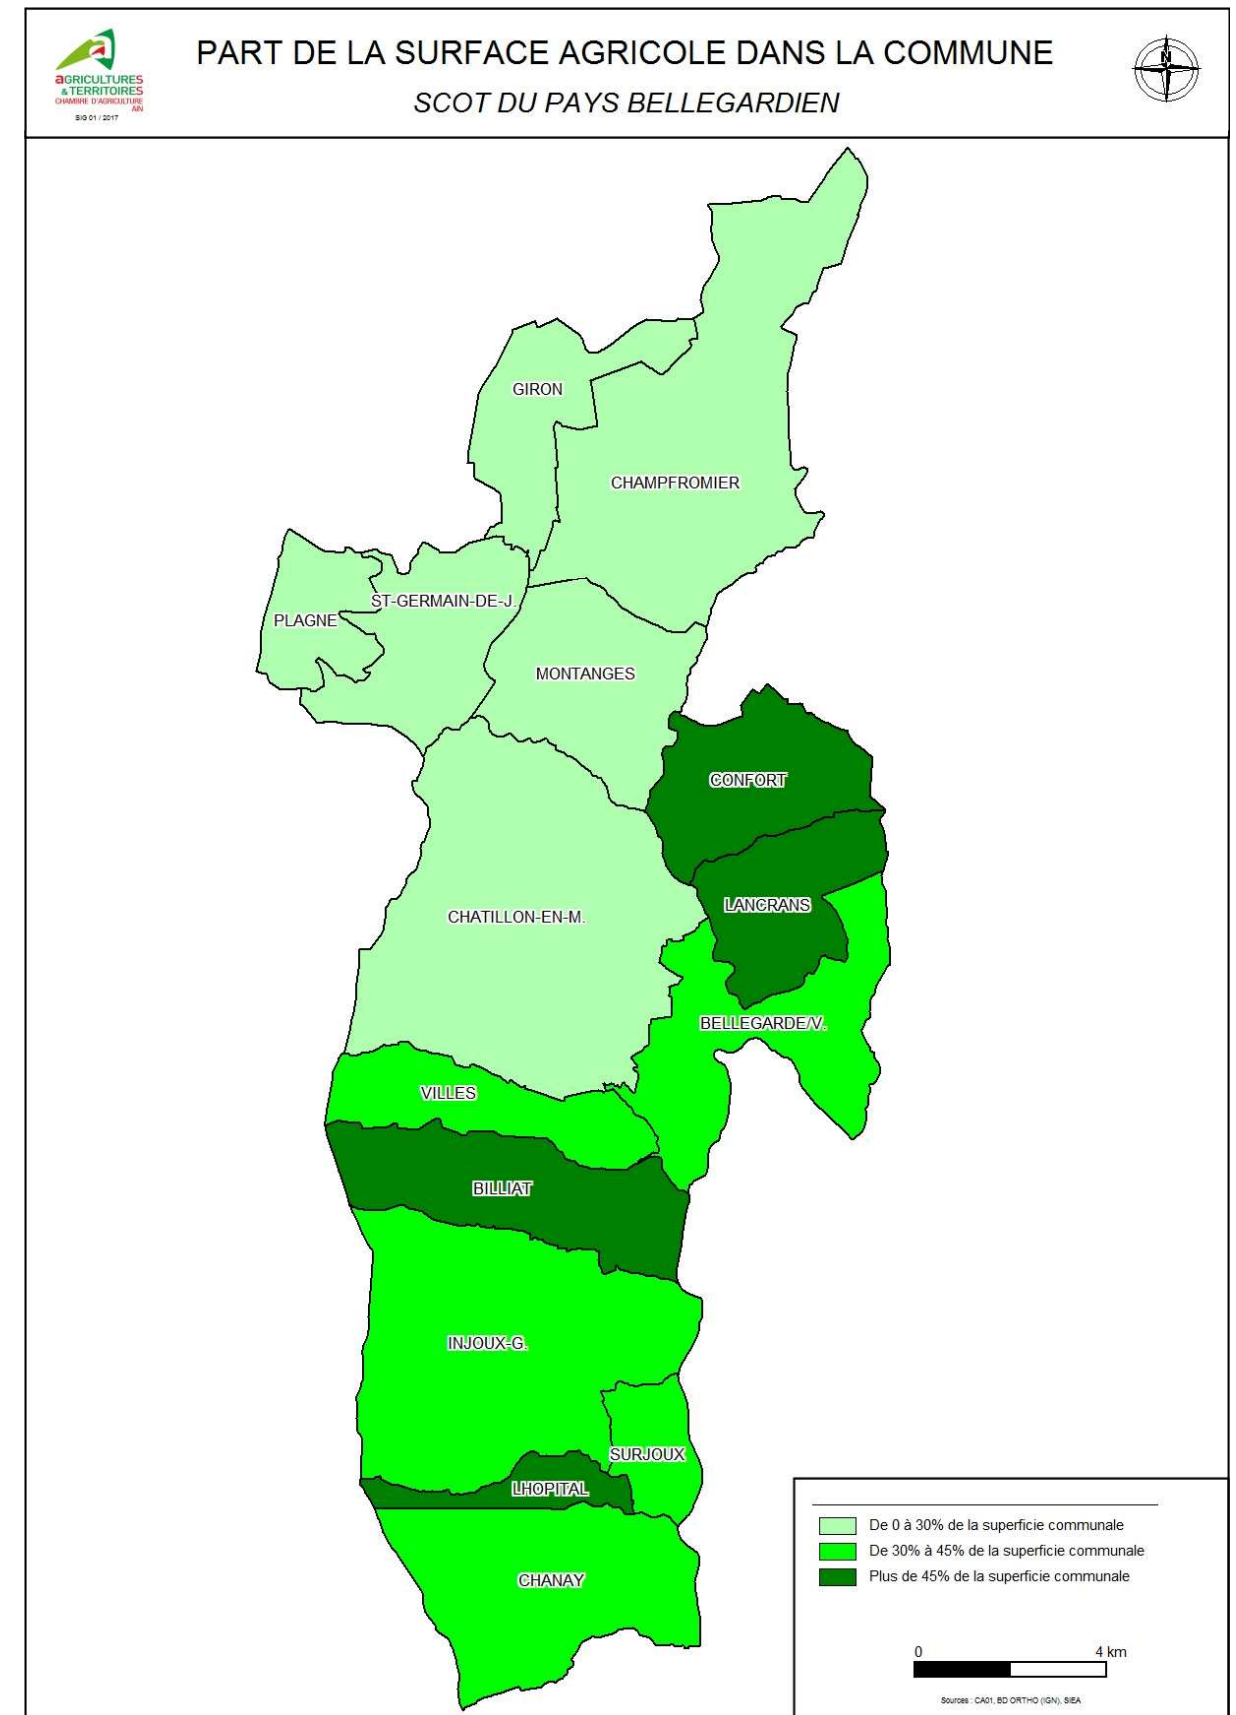 PART DE LA SURFACE AGRICOLE DANS LA COMMUNE
SCOT DU PAYS BELLEGARDIEN
N
aGRICULTURES
& TERRITOIRES
CHAMBRE D'AGRICULTURE
AIN
SIG 01 / 2017
GIRON
CHAMPFROMIER
ST-GERMAIN-DE-J.
PLAGNE
MONTANGES
CONFORT
LANCRANS
CHATILLON-EN-M.
BELLEGARDE/V.
VILLES
BILLIAT
INJOUX-G.
SURJOUX
LHOPITAL
CHANAY
De 0 à 30% de la superficie communale
De 30% à 45% de la superficie communale
Plus de 45% de la superficie communale
0 4 km
Sources : CA01, BD ORTHO (IGN), SIEA